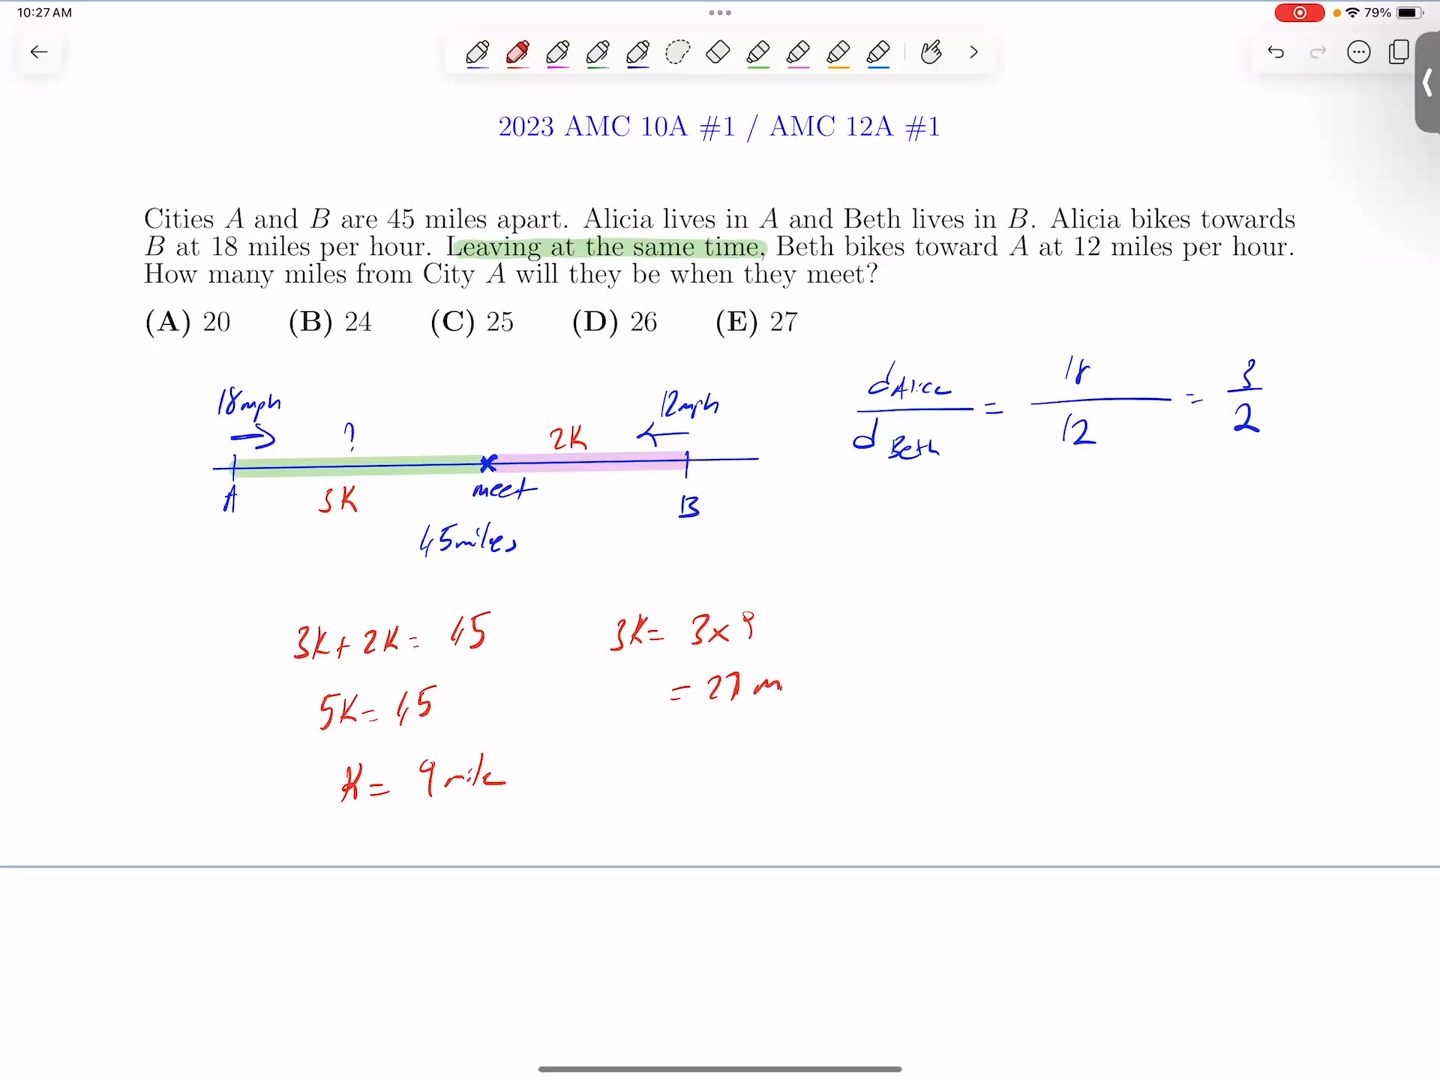 10:27AM
79%
2023 AMC 10A #1 / AMC 12A #1
Cities A and B are 45 miles apart. Alicia lives in A and Beth lives in B. Alicia bikes towards
B at 18 miles per hour. Leaving at the same time, Beth bikes toward A at 12 miles per hour.
How many miles from City A will they be when they meet?
(A) 20 (B) 24 (C) 25 (D) 26 (E) 27
18mph ? 2K 12mph
A 3K meet B
45miles
dAlice / dBeth = 18 / 12 = 3 / 2
3K + 2K = 45
5K = 45
K = 9 mile
3K = 3 x 9
= 27 m